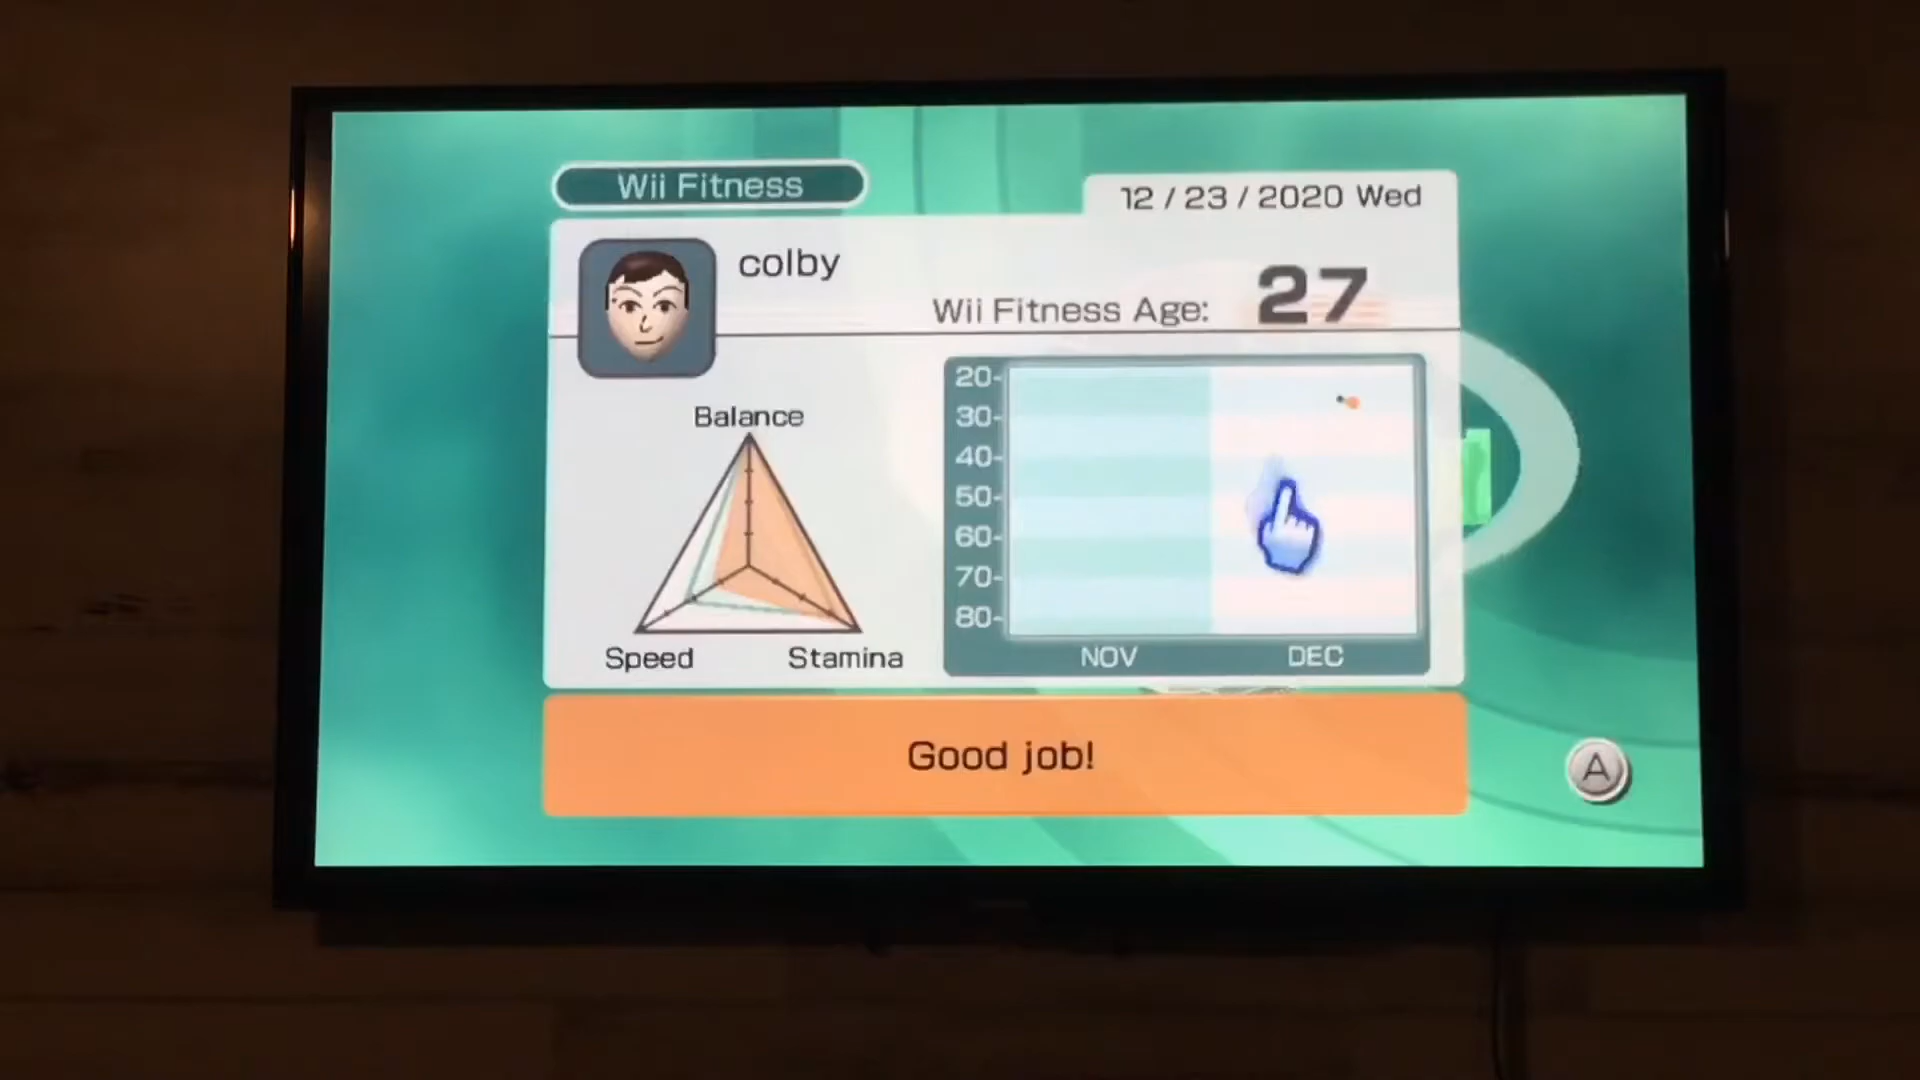 Wii Fitness
12 / 23 / 2020 Wed
colby
Wii Fitness Age: 27
Balance
Speed
Stamina
20-
30-
40-
50-
60-
70-
80-
NOV
DEC
Good job!
A